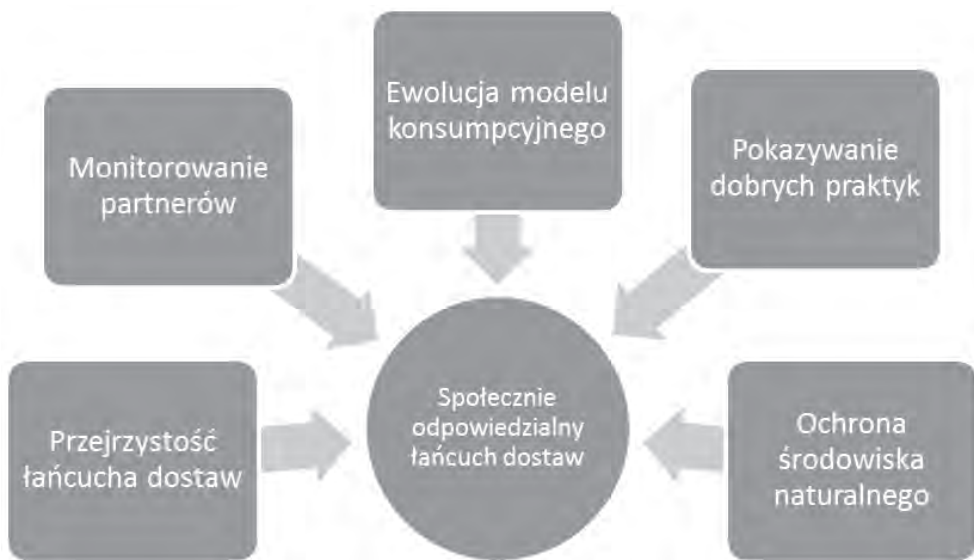 Ewolucja modelu
konsumpcyjnego
Monitorowanie
partnerów
Pokazywanie
dobrych praktyk
Przejrzystość
łańcucha dostaw
Społecznie
odpowiedzialny
łańcuch dostaw
Ochrona
środowiska
naturalnego